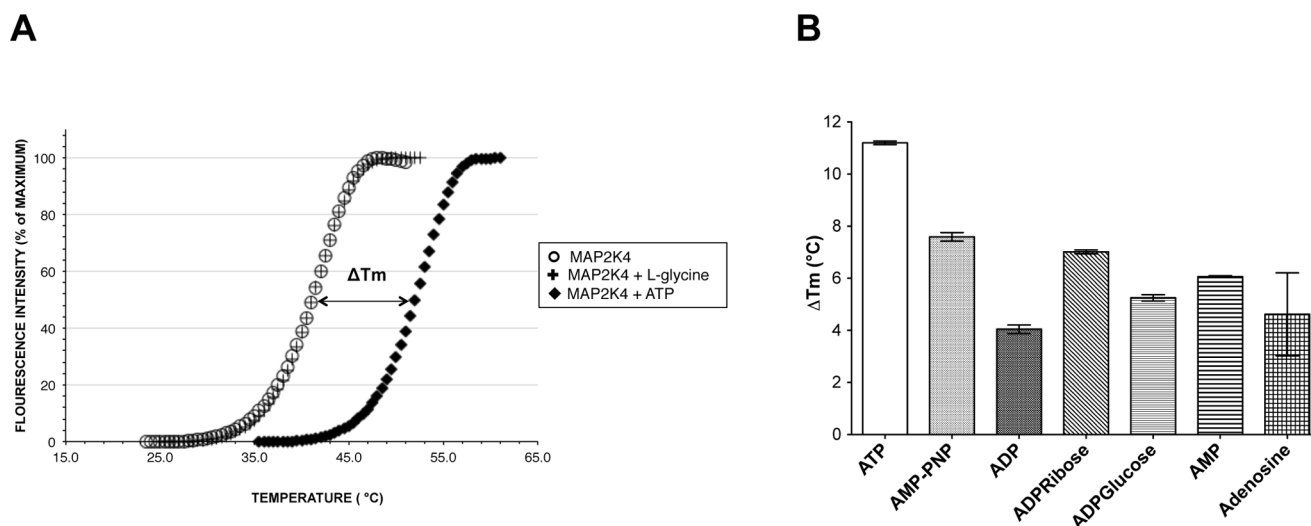 A
B
FLOURESCENCE INTENSITY (% of MAXIMUM)
100
80
60
40
20
0
15.0
25.0
35.0
45.0
55.0
65.0
TEMPERATURE ( °C)
ΔTm
MAP2K4
MAP2K4 + L-glycine
MAP2K4 + ATP
ΔTm (°C)
12
10
8
6
4
2
0
ATP
AMP-PNP
ADP
ADPRibose
ADPGlucose
AMP
Adenosine